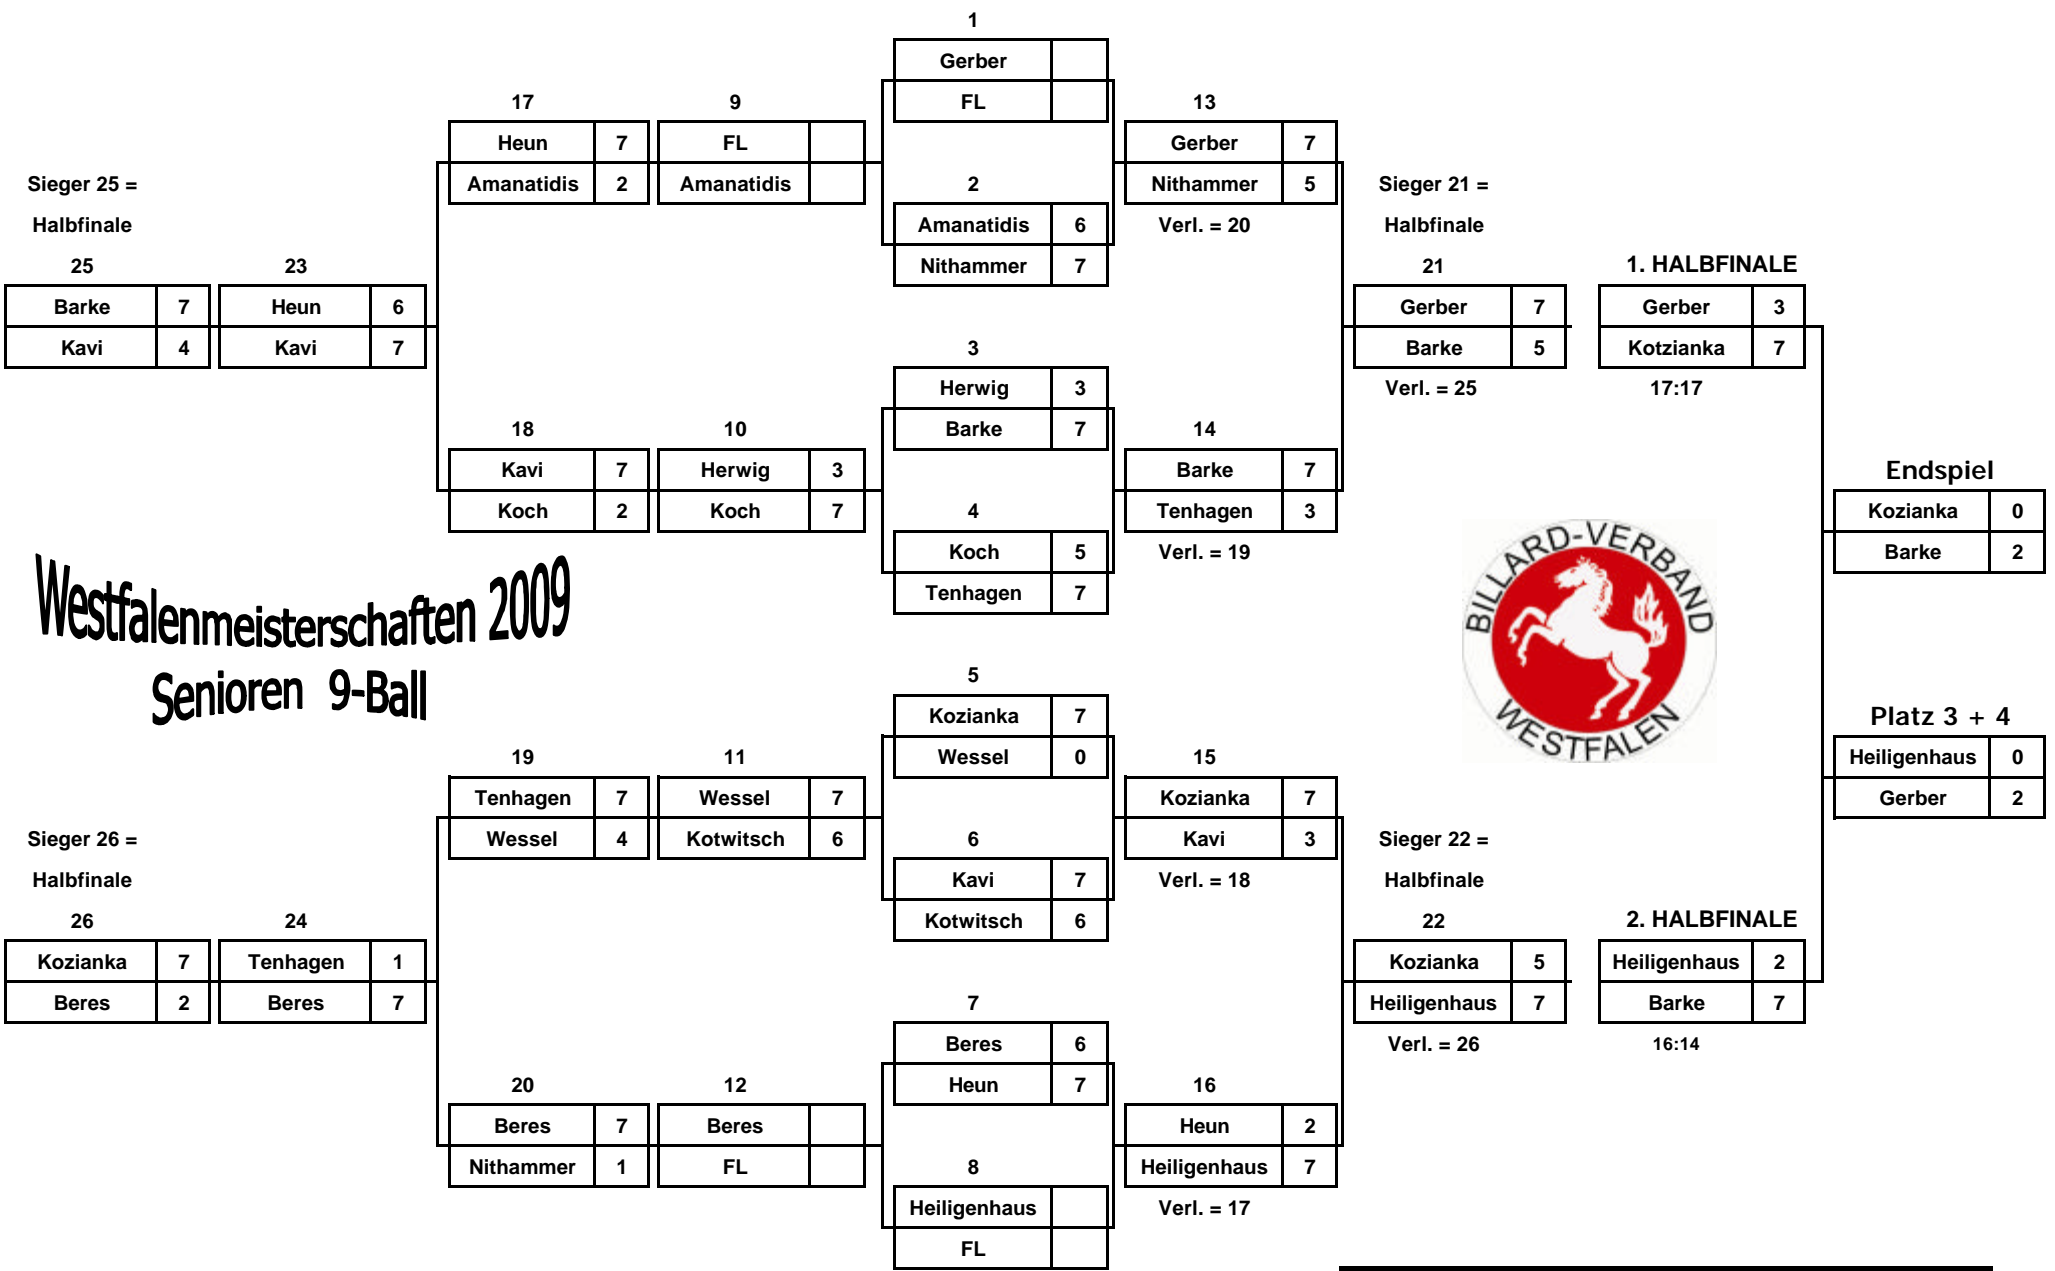 1
Gerber
FL
17
9
13
Heun 7
FL
Gerber 7
Amanatidis 2
Amanatidis
Nithammer 5
Sieger 25 =
2
Sieger 21 =
Halbfinale
Amanatidis 6
Verl. = 20
Halbfinale
25
23
Nithammer 7
21
1. HALBFINALE
Barke 7
Heun 6
Gerber 7
Gerber 3
Kavi 4
Kavi 7
3
Barke 5
Kotzianka 7
Herwig 3
Verl. = 25
17:17
18
10
Barke 7
14
Kavi 7
Herwig 3
Barke 7
Endspiel
Koch 2
Koch 7
4
Tenhagen 3
Kozianka 0
Koch 5
Verl. = 19
Barke 2
Tenhagen 7
Westfalenmeisterschaften 2009
Senioren 9-Ball
BILLARD-VERBAND
WESTFALEN
5
Kozianka 7
Platz 3 + 4
19
11
Wessel 0
15
Heiligenhaus 0
Tenhagen 7
Wessel 7
Kozianka 7
Gerber 2
Wessel 4
Kotwitsch 6
6
Kavi 3
Sieger 26 =
Sieger 22 =
Halbfinale
Kavi 7
Verl. = 18
Halbfinale
26
24
Kotwitsch 6
22
2. HALBFINALE
Kozianka 7
Tenhagen 1
Kozianka 5
Heiligenhaus 2
Beres 2
Beres 7
7
Heiligenhaus 7
Barke 7
Beres 6
Verl. = 26
16:14
20
12
Heun 7
16
Beres 7
Beres
Heun 2
Nithammer 1
FL
8
Heiligenhaus 7
Heiligenhaus
Verl. = 17
FL